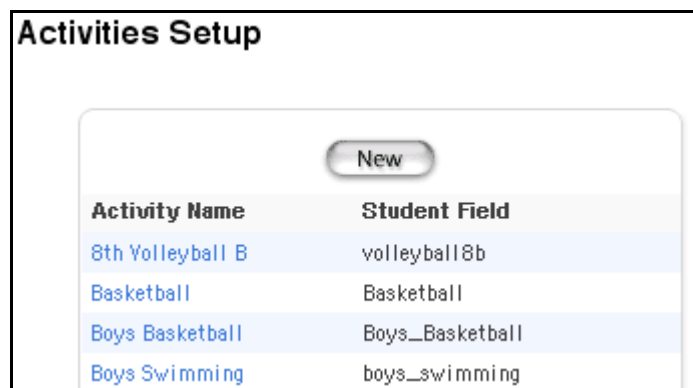 Activities Setup
New
Activity Name Student Field
8th Volleyball B volleyball8b
Basketball Basketball
Boys Basketball Boys_Basketball
Boys Swimming boys_swimming